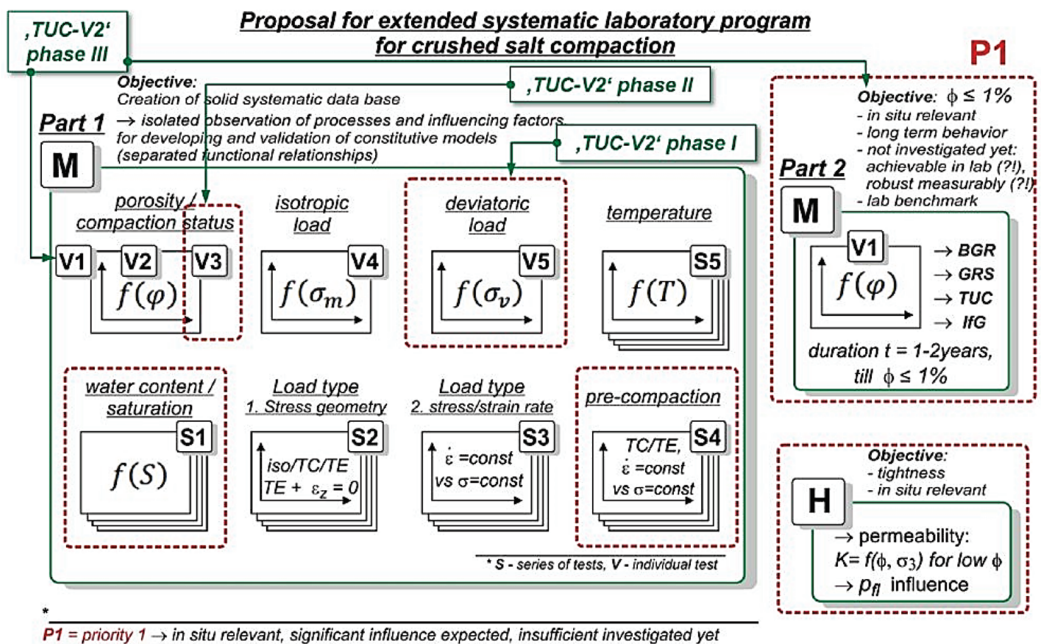 ‚TUC-V2‘
phase III
Proposal for extended systematic laboratory program
for crushed salt compaction
P1
Objective:
Creation of solid systematic data base
→ isolated observation of processes and influencing factors
for developing and validation of constitutive models
(separated functional relationships)
‚TUC-V2‘ phase II
‚TUC-V2‘ phase I
Part 1
M
porosity /
compaction status
V1
V2
V3
f(φ)
isotropic
load
V4
f(σm)
deviatoric
load
V5
f(σv)
temperature
S5
f(T)
water content /
saturation
S1
f(S)
Load type
1. Stress geometry
S2
iso/TC/TE
TE + εz = 0
Load type
2. stress/strain rate
S3
ε̇ =const
vs σ=const
pre-compaction
S4
TC/TE,
ε̇ =const
vs σ=const
* S - series of tests, V - individual test
Objective: ϕ ≤ 1%
- in situ relevant
- long term behavior
- not investigated yet:
achievable in lab (?!),
robust measurably (?!)
- lab benchmark
Part 2
M
V1
f(φ)
→ BGR
→ GRS
→ TUC
→ IfG
duration t = 1-2years,
till ϕ ≤ 1%
Objective:
- tightness
- in situ relevant
H
→ permeability:
K= f(ϕ, σ3) for low ϕ
→ pfl influence
*
P1 = priority 1 → in situ relevant, significant influence expected, insufficient investigated yet